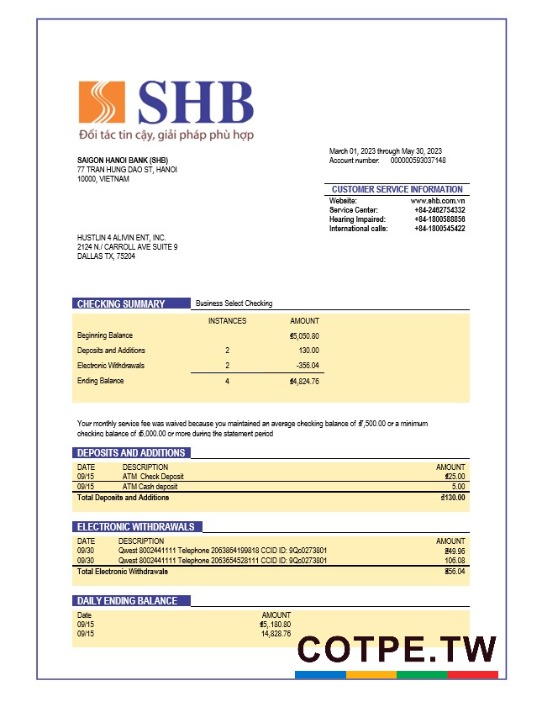 SHB
Đối tác tin cậy, giải pháp phù hợp
SAIGON HANOI BANK (SHB)
77 TRAN HUNG DAO ST, HANOI
10000, VIETNAM
March 01, 2023 through May 30, 2023
Account number: 000000593037148
CUSTOMER SERVICE INFORMATION
Website: www.shb.com.vn
Service Center: +84-2462754332
Hearing Impaired: +84-1800588856
International calls: +84-1800545422
HUSTLIN 4 ALIVIN ENT, INC.
2124 N./ CARROLL AVE SUITE 9
DALLAS TX, 75204
CHECKING SUMMARY Business Select Checking
INSTANCES AMOUNT
Beginning Balance ₫5,050.80
Deposits and Additions 2 130.00
Electronic Withdrawals 2 -356.04
Ending Balance 4 ₫4,824.76
Your monthly service fee was waived because you maintained an average checking balance of ₫7,500.00 or a minimum
checking balance of ₫5,000.00 or more during the statement period
DEPOSITS AND ADDITIONS
DATE DESCRIPTION AMOUNT
09/15 ATM Check Deposit ₫25.00
09/15 ATM Cash deposit 5.00
Total Deposits and Additions ₫130.00
ELECTRONIC WITHDRAWALS
DATE DESCRIPTION AMOUNT
09/30 Qwest 8002441111 Telephone 2063864199818 CCID ID: 9Qo0273801
09/30 Qwest 8002441111 Telephone 2063654528111 CCID ID: 9Qo0273801 106.08
Total Electronic Withdrawals
DAILY ENDING BALANCE
Date AMOUNT
09/15 ₫5,.180.80
09/15 14,828.76
COTPE.TW